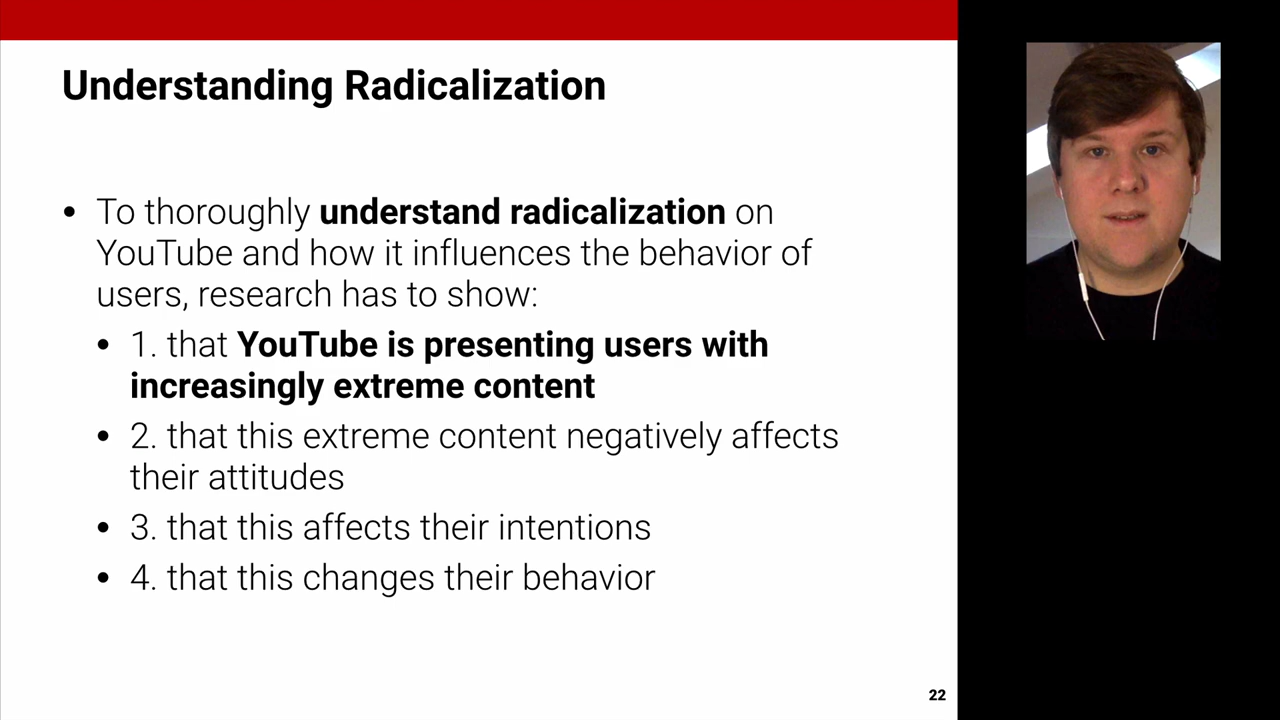 Understanding Radicalization
• To thoroughly understand radicalization on
YouTube and how it influences the behavior of
users, research has to show:
• 1. that YouTube is presenting users with
increasingly extreme content
• 2. that this extreme content negatively affects
their attitudes
• 3. that this affects their intentions
• 4. that this changes their behavior
22